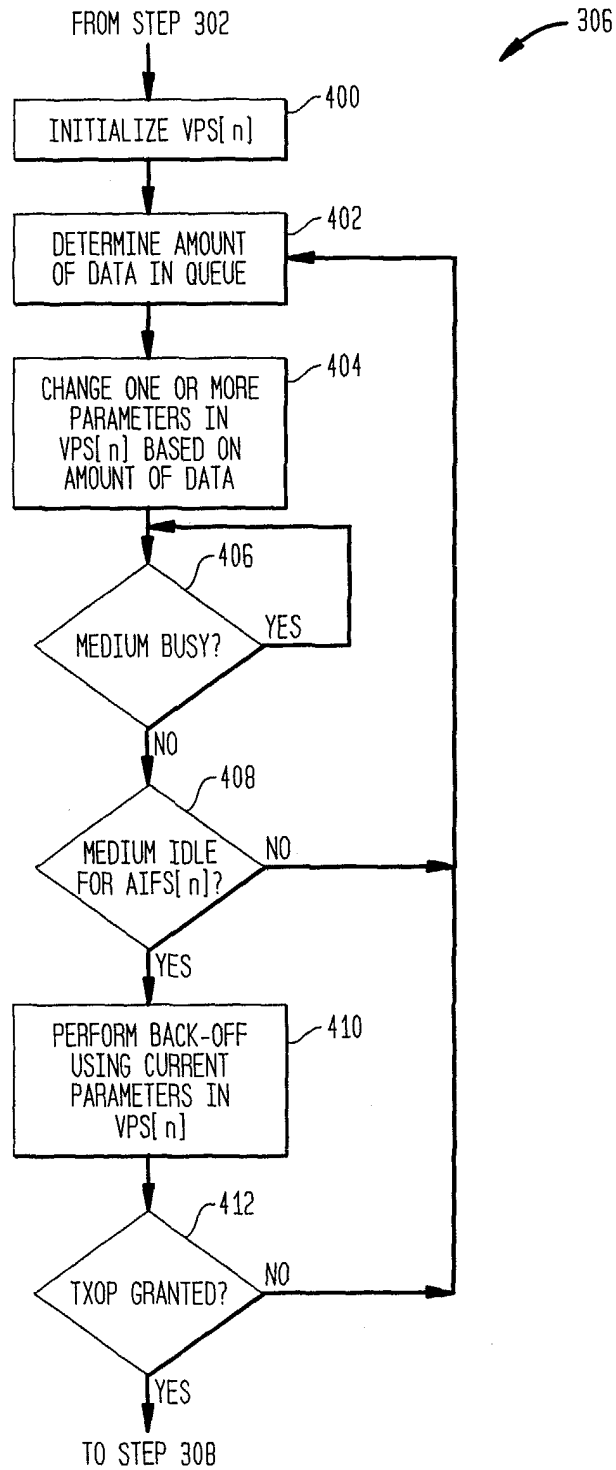 FROM STEP 302
306
400
INITIALIZE VPS[n]
402
DETERMINE AMOUNT
OF DATA IN QUEUE
404
CHANGE ONE OR MORE
PARAMETERS IN
VPS[n] BASED ON
AMOUNT OF DATA
406
MEDIUM BUSY?
YES
NO
408
MEDIUM IDLE
FOR AIFS[n]?
NO
YES
410
PERFORM BACK-OFF
USING CURRENT
PARAMETERS IN
VPS[n]
412
TXOP GRANTED?
NO
YES
TO STEP 308